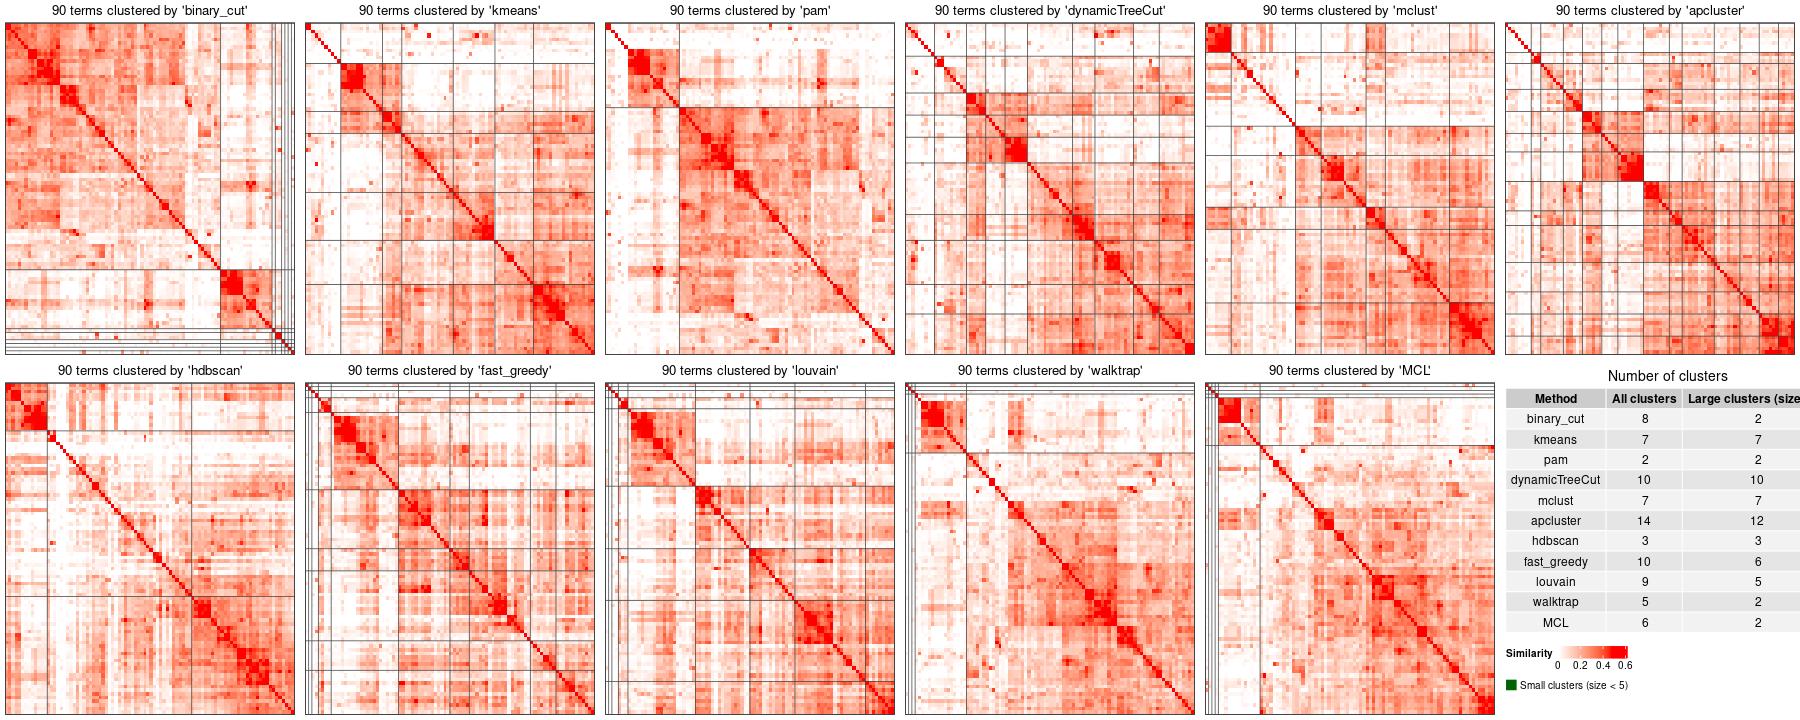 90 terms clustered by 'binary_cut'
90 terms clustered by 'kmeans'
90 terms clustered by 'pam'
90 terms clustered by 'dynamicTreeCut'
90 terms clustered by 'mclust'
90 terms clustered by 'apcluster'
90 terms clustered by 'hdbscan'
90 terms clustered by 'fast_greedy'
90 terms clustered by 'louvain'
90 terms clustered by 'walktrap'
90 terms clustered by 'MCL'
Number of clusters
Method All clusters Large clusters (size
binary_cut 8 2
kmeans 7 7
pam 2 2
dynamicTreeCut 10 10
mclust 7 7
apcluster 14 12
hdbscan 3 3
fast_greedy 10 6
louvain 9 5
walktrap 5 2
MCL 6 2
Similarity
0 0.2 0.4 0.6
Small clusters (size < 5)